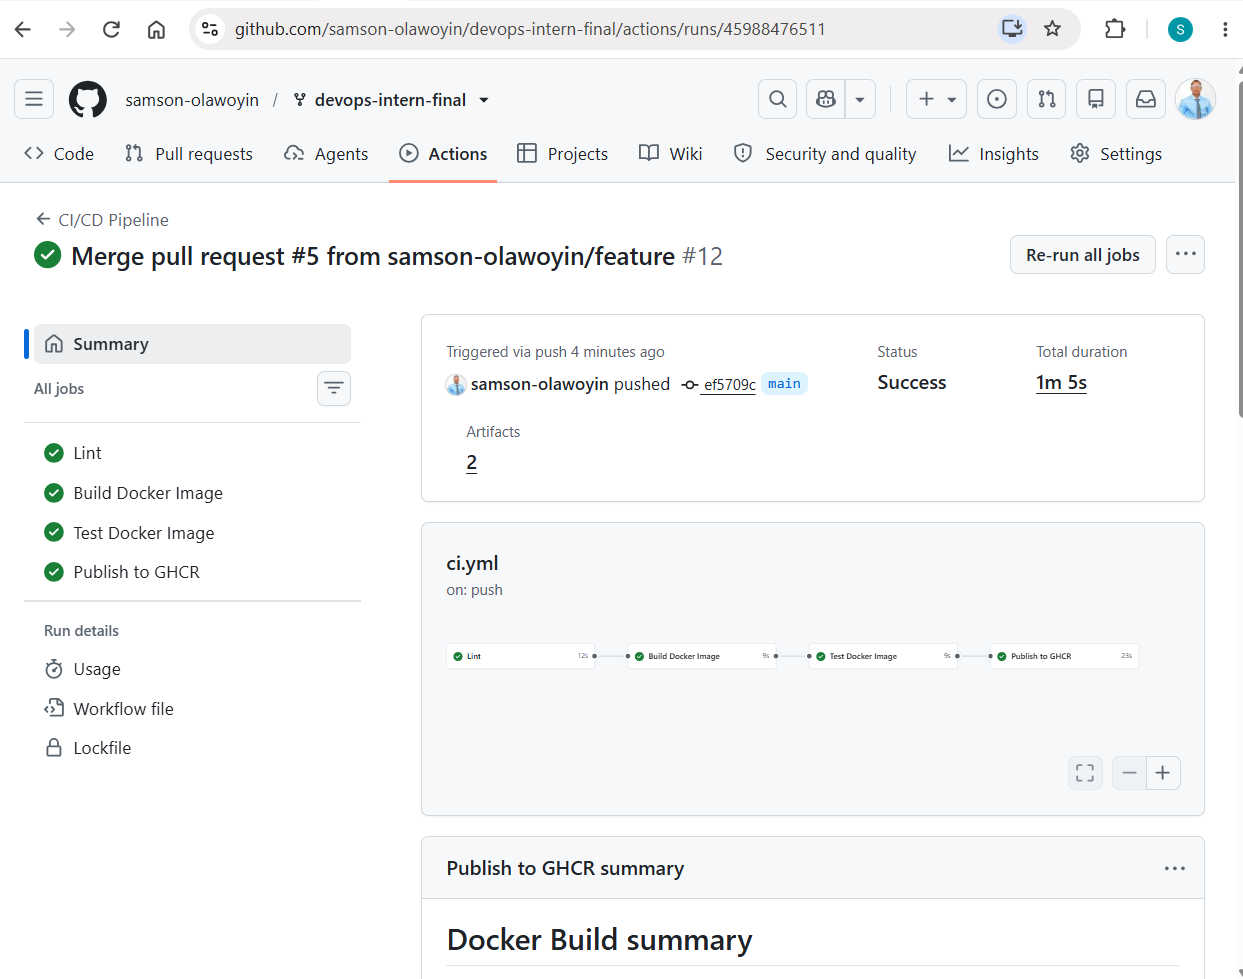 github.com/samson-olawoyin/devops-intern-final/actions/runs/45988476511
S
samson-olawoyin / devops-intern-final
Code Pull requests Agents Actions Projects Wiki Security and quality Insights Settings
CI/CD Pipeline
Merge pull request #5 from samson-olawoyin/feature #12
Re-run all jobs
Summary
All jobs
Lint
Build Docker Image
Test Docker Image
Publish to GHCR
Run details
Usage
Workflow file
Lockfile
Triggered via push 4 minutes ago
samson-olawoyin pushed ef5709c main
Status
Success
Total duration
1m 5s
Artifacts
2
ci.yml
on: push
Lint 12s
Build Docker Image 9s
Test Docker Image 9s
Publish to GHCR 23s
Publish to GHCR summary
Docker Build summary